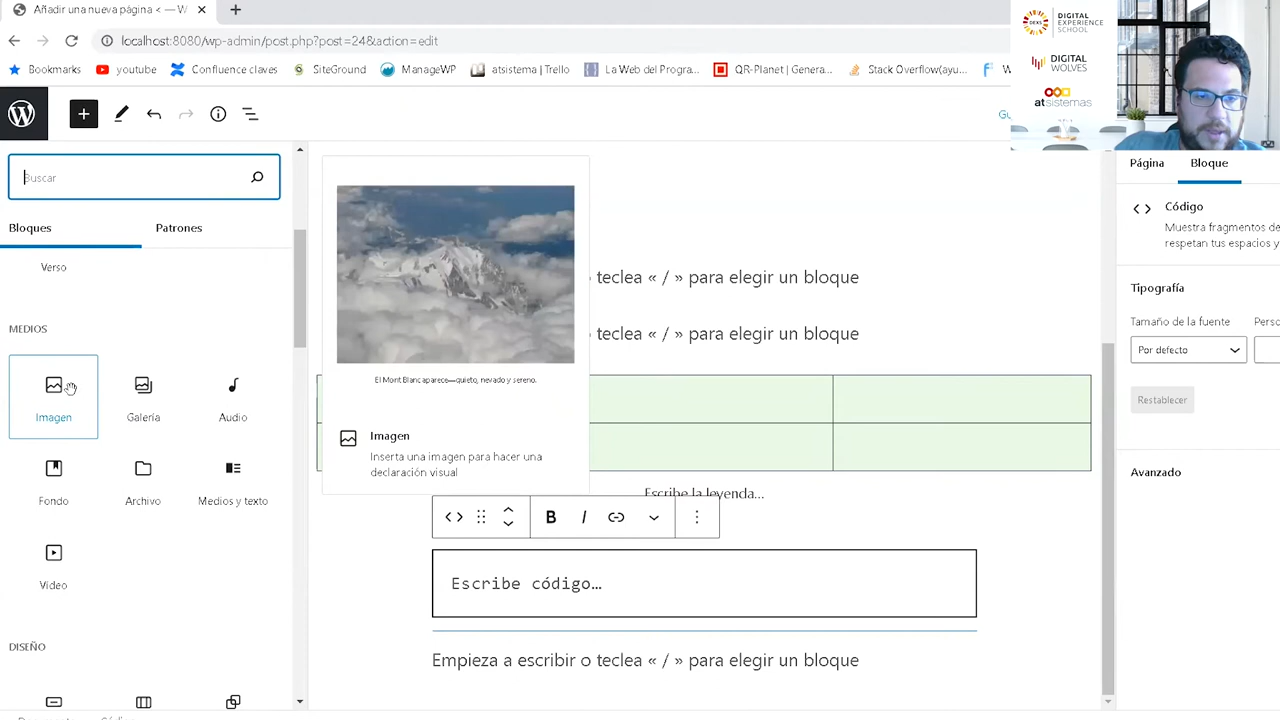 Añadir una nueva página < — W
localhost:8080/wp-admin/post.php?post=24&action=edit
Bookmarks
youtube
Confluence claves
SiteGround
ManageWP
atsistema | Trello
La Web del Progra...
QR-Planet | Genera...
Stack Overflow(ayu...
W
DEXS
DIGITAL
EXPERIENCE
SCHOOL
DIGITAL
WOLVES
atsistemas
Gu
Buscar
Bloques
Patrones
Verso
MEDIOS
Imagen
Galería
Audio
Fondo
Archivo
Medios y texto
Vídeo
DISEÑO
El Mont Blanc aparece—quieto, nevado y sereno.
Imagen
Inserta una imagen para hacer una
declaración visual
o teclea « / » para elegir un bloque
o teclea « / » para elegir un bloque
Escribe la leyenda...
B I
Escribe código...
Empieza a escribir o teclea « / » para elegir un bloque
Página
Bloque
Código
Muestra fragmentos de
respetan tus espacios y
Tipografía
Tamaño de la fuente
Perso
Por defecto
Restablecer
Avanzado